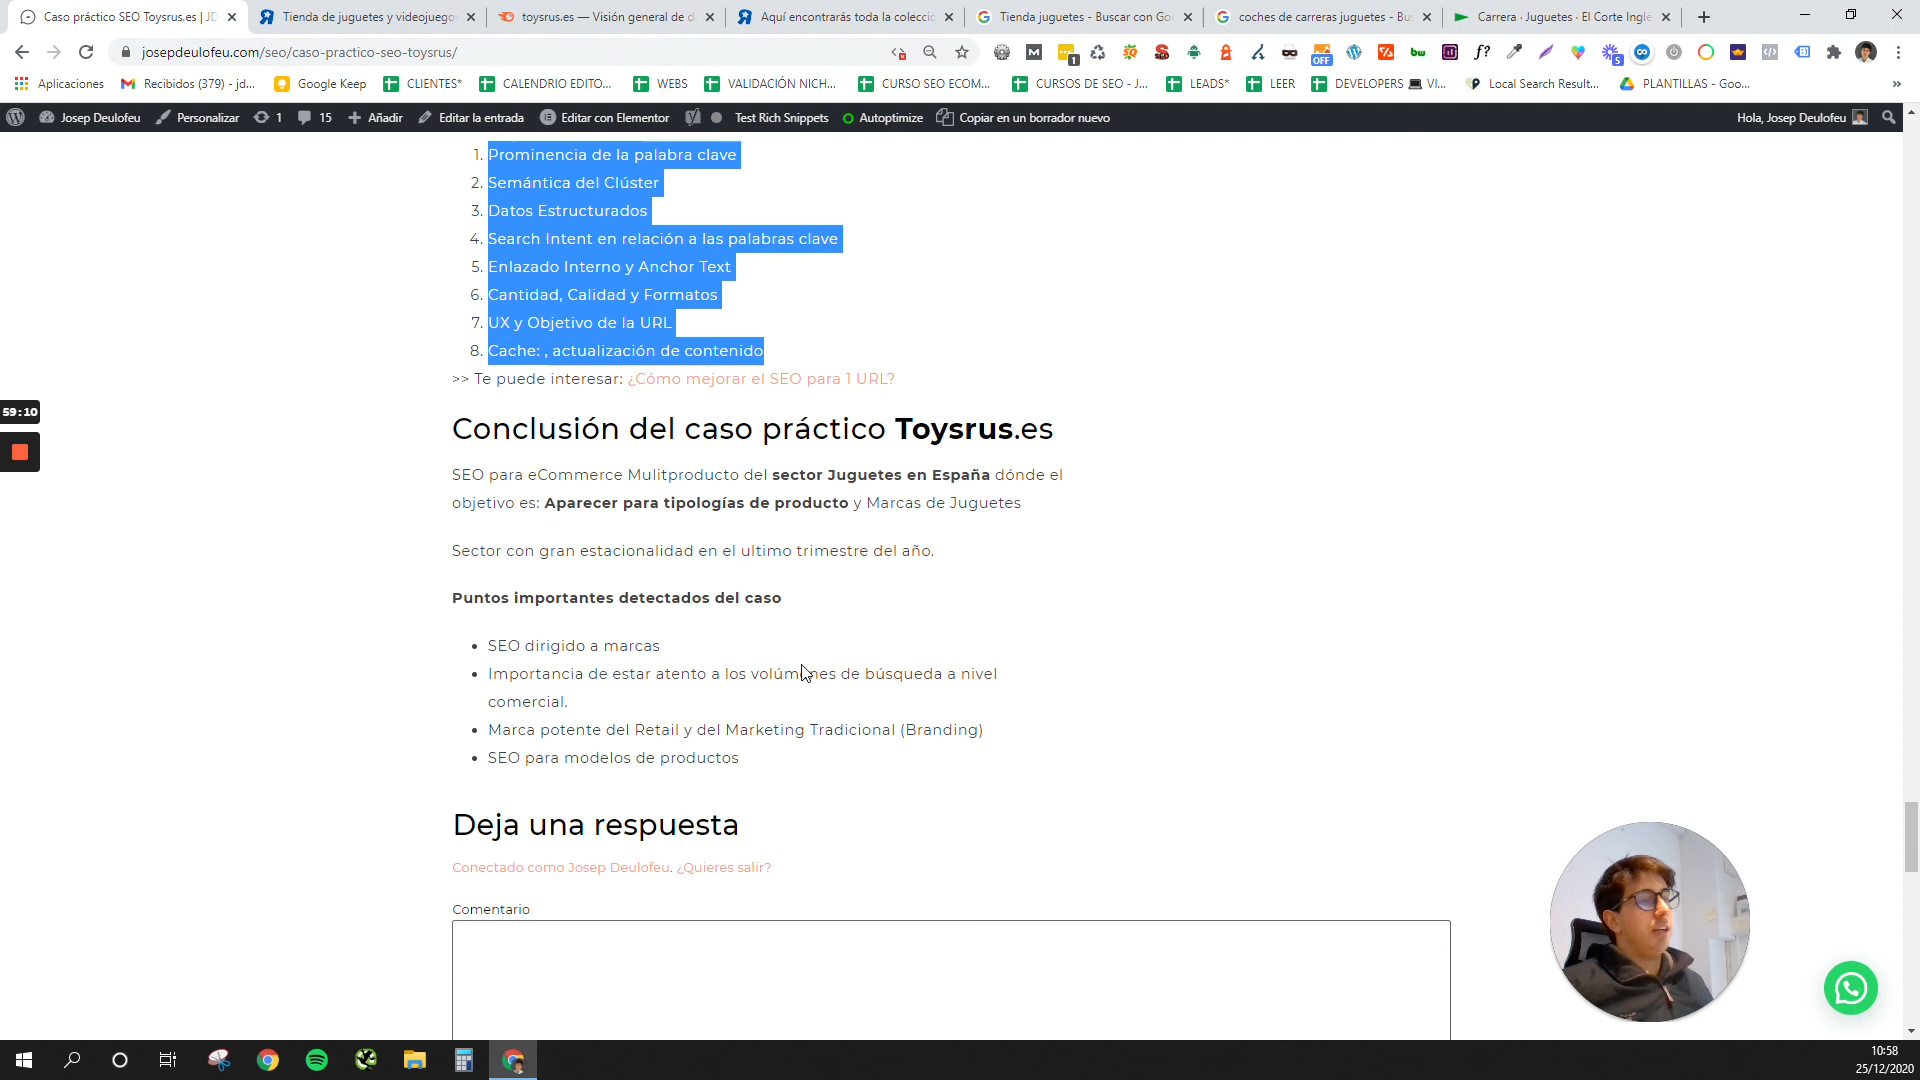 Caso práctico SEO Toysrus.es | JD
Tienda de juguetes y videojuegos
toysrus.es — Visión general de d
Aquí encontrarás toda la colecció
Tienda juguetes - Buscar con Goo
coches de carreras juguetes - Bus
Carrera · Juguetes · El Corte Inglé
josepdeulofeu.com/seo/caso-practico-seo-toysrus/
Aplicaciones
Recibidos (379) - jd...
Google Keep
CLIENTES*
CALENDRIO EDITO...
WEBS
VALIDACIÓN NICH...
CURSO SEO ECOM...
CURSOS DE SEO - J...
LEADS*
LEER
DEVELOPERS 💻 VI...
Local Search Result...
PLANTILLAS - Goo...
Josep Deulofeu
Personalizar
1
15
Añadir
Editar la entrada
Editar con Elementor
Test Rich Snippets
Autoptimize
Copiar en un borrador nuevo
Hola, Josep Deulofeu
1. Prominencia de la palabra clave
2. Semántica del Clúster
3. Datos Estructurados
4. Search Intent en relación a las palabras clave
5. Enlazado Interno y Anchor Text
6. Cantidad, Calidad y Formatos
7. UX y Objetivo de la URL
8. Cache: , actualización de contenido
>> Te puede interesar: ¿Cómo mejorar el SEO para 1 URL?
59:10
Conclusión del caso práctico Toysrus.es
SEO para eCommerce Mulitproducto del sector Juguetes en España dónde el
objetivo es: Aparecer para tipologías de producto y Marcas de Juguetes
Sector con gran estacionalidad en el ultimo trimestre del año.
Puntos importantes detectados del caso
• SEO dirigido a marcas
• Importancia de estar atento a los volúmenes de búsqueda a nivel
comercial.
• Marca potente del Retail y del Marketing Tradicional (Branding)
• SEO para modelos de productos
Deja una respuesta
Conectado como Josep Deulofeu. ¿Quieres salir?
Comentario
10:58
25/12/2020